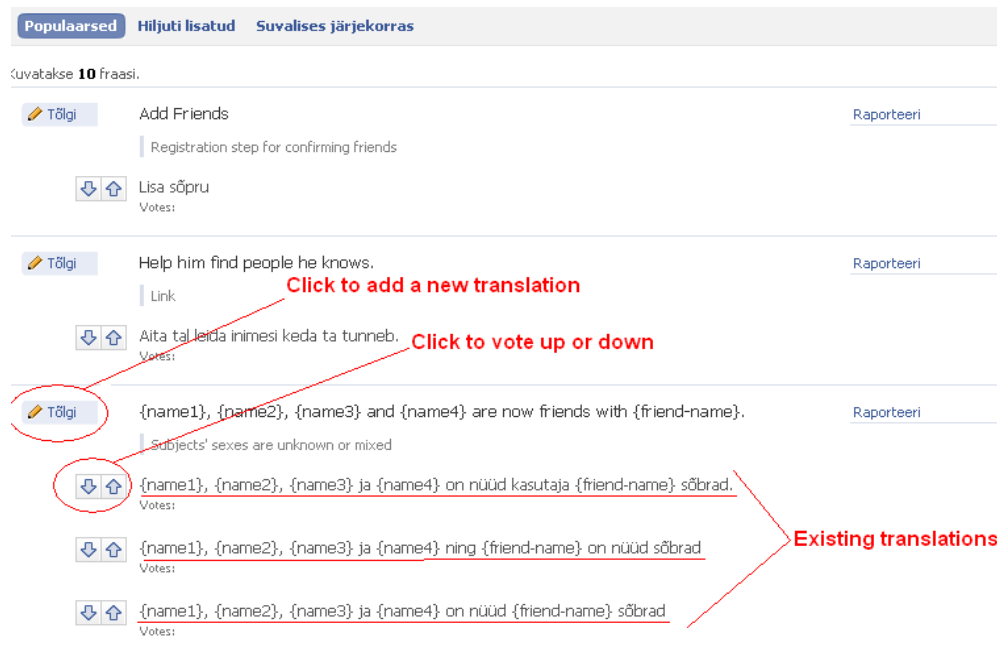 Populaarsed Hiljuti lisatud Suvalises järjekorras
Kuvatakse 10 fraasi.
Tõlgi Add Friends Raporteeri
Registration step for confirming friends
Lisa sõpru
Votes:
Tõlgi Help him find people he knows. Raporteeri
Click to add a new translation
Link
Aita tal leida inimesi keda ta tunneb.
Click to vote up or down
Votes:
Tõlgi {name1}, {name2}, {name3} and {name4} are now friends with {friend-name}. Raporteeri
Subjects' sexes are unknown or mixed
{name1}, {name2}, {name3} ja {name4} on nüüd kasutaja {friend-name} sõbrad.
Votes:
Existing translations
{name1}, {name2}, {name3} ja {name4} ning {friend-name} on nüüd sõbrad
Votes:
{name1}, {name2}, {name3} ja {name4} on nüüd {friend-name} sõbrad
Votes: